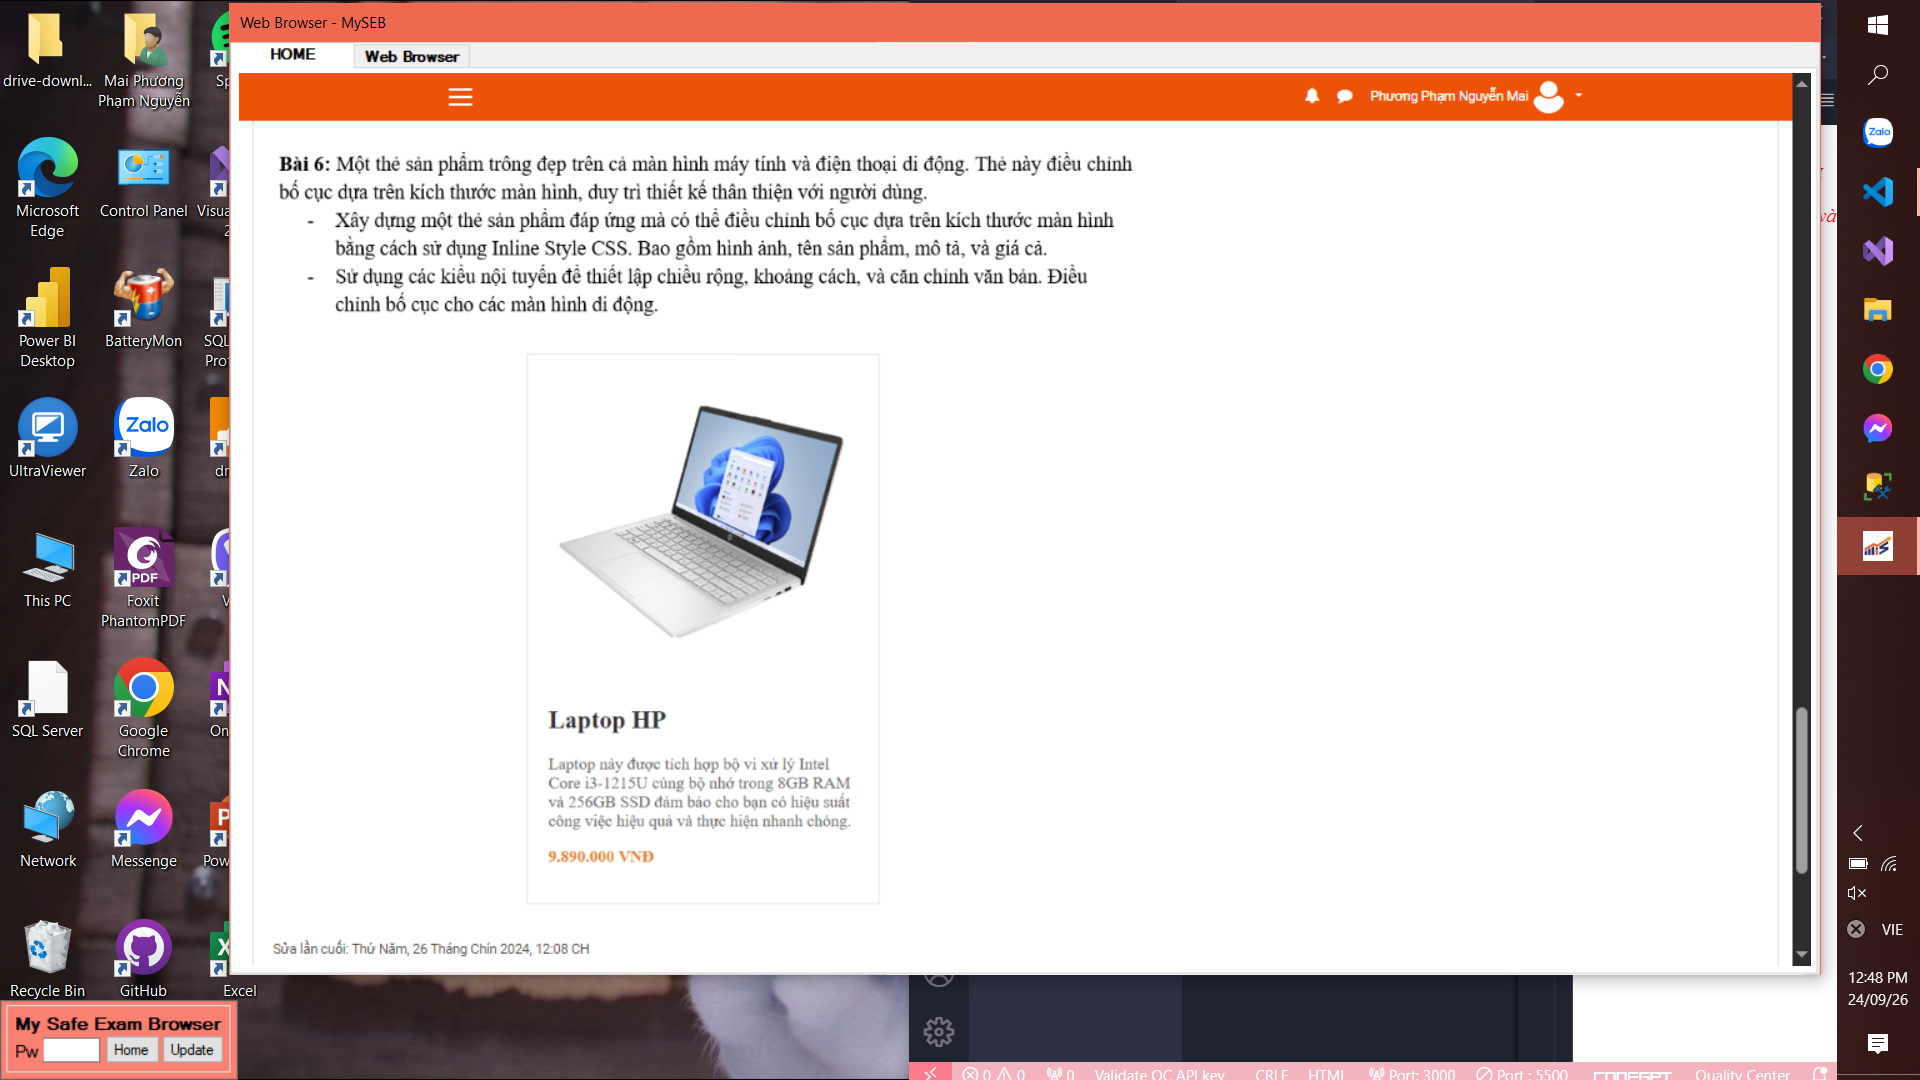 Web Browser - MySEB
HOME
Web Browser
Phương Phạm Nguyễn Mai
Bài 6: Một thẻ sản phẩm trông đẹp trên cả màn hình máy tính và điện thoại di động. Thẻ này điều chỉnh
bố cục dựa trên kích thước màn hình, duy trì thiết kế thân thiện với người dùng.
- Xây dựng một thẻ sản phẩm đáp ứng mà có thể điều chỉnh bố cục dựa trên kích thước màn hình
bằng cách sử dụng Inline Style CSS. Bao gồm hình ảnh, tên sản phẩm, mô tả, và giá cả.
- Sử dụng các kiểu nội tuyến để thiết lập chiều rộng, khoảng cách, và căn chỉnh văn bản. Điều
chỉnh bố cục cho các màn hình di động.
Laptop HP
Laptop này được tích hợp bộ vi xử lý Intel
Core i3-1215U cùng bộ nhớ trong 8GB RAM
và 256GB SSD đảm bảo cho bạn có hiệu suất
công việc hiệu quả và thực hiện nhanh chóng.
9.890.000 VNĐ
Sửa lần cuối: Thứ Năm, 26 Tháng Chín 2024, 12:08 CH
drive-downl...
Mai Phương
Phạm Nguyễn
Sp
Microsoft
Edge
Control Panel
Visua
2
Power BI
Desktop
BatteryMon
SQL
Prof
UltraViewer
Zalo
Zalo
dr
This PC
PDF
Foxit
PhantomPDF
V
SQL Server
Google
Chrome
On
Network
Messenge
Pow
Recycle Bin
GitHub
Excel
My Safe Exam Browser
Pw
Home
Update
Zalo
và
VIE
12:48 PM
24/09/26
0
0
0
Validate QC API key
CRLF
HTML
Port: 3000
Port : 5500
CODEGPT
Quality Center